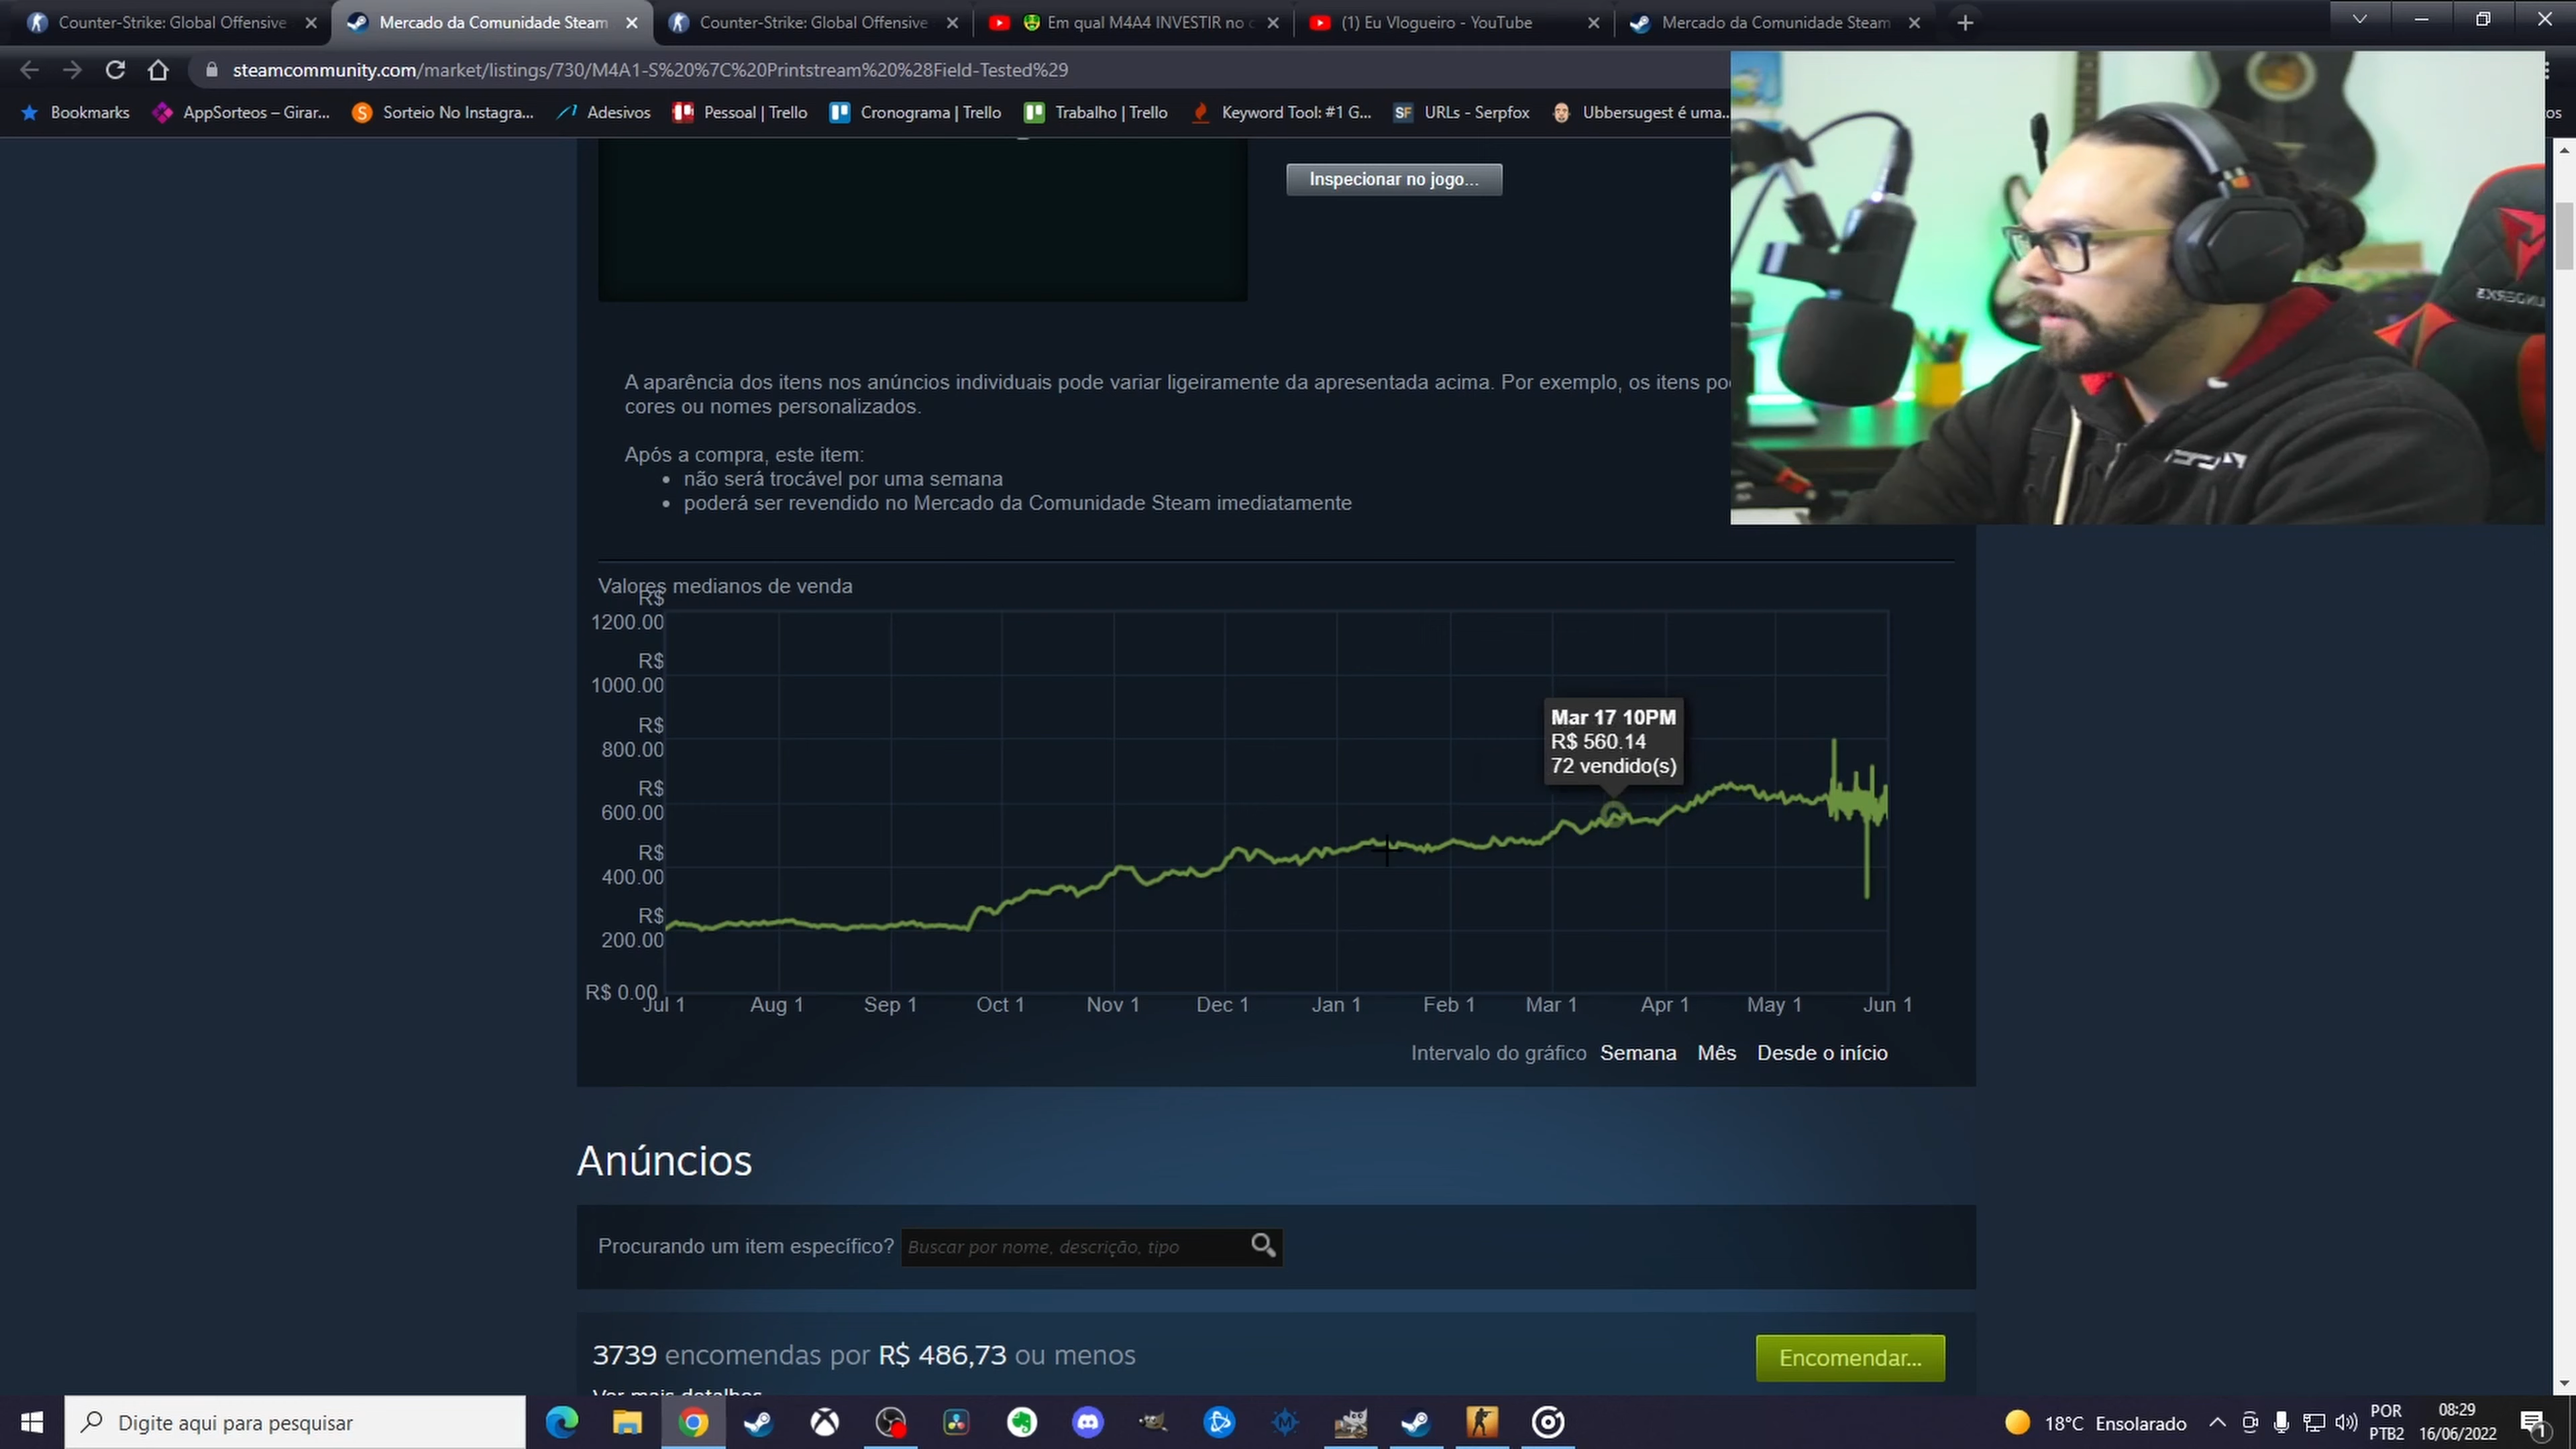 Counter-Strike: Global Offensive
Mercado da Comunidade Steam
Counter-Strike: Global Offensive
Em qual M4A4 INVESTIR no
(1) Eu Vlogueiro - YouTube
Mercado da Comunidade Steam
steamcommunity.com/market/listings/730/M4A1-S%20%7C%20Printstream%20%28Field-Tested%29
Bookmarks
AppSorteos – Girar...
Sorteio No Instagra...
Adesivos
Pessoal | Trello
Cronograma | Trello
Trabalho | Trello
Keyword Tool: #1 G...
SF URLs - Serpfox
Ubbersugest é uma...
os
Inspecionar no jogo...
A aparência dos itens nos anúncios individuais pode variar ligeiramente da apresentada acima. Por exemplo, os itens po
cores ou nomes personalizados.
Após a compra, este item:
• não será trocável por uma semana
• poderá ser revendido no Mercado da Comunidade Steam imediatamente
Valores medianos de venda
R$
1200.00
R$
1000.00
R$
800.00
R$
600.00
R$
400.00
R$
200.00
R$ 0.00
Mar 17 10PM
R$ 560.14
72 vendido(s)
Jul 1 Aug 1 Sep 1 Oct 1 Nov 1 Dec 1 Jan 1 Feb 1 Mar 1 Apr 1 May 1 Jun 1
Intervalo do gráfico Semana Mês Desde o início
Anúncios
Procurando um item específico? Buscar por nome, descrição, tipo
3739 encomendas por R$ 486,73 ou menos
Encomendar...
Ver mais detalhes
Digite aqui para pesquisar
18°C Ensolarado
POR
PTB2
08:29
16/06/2022
1